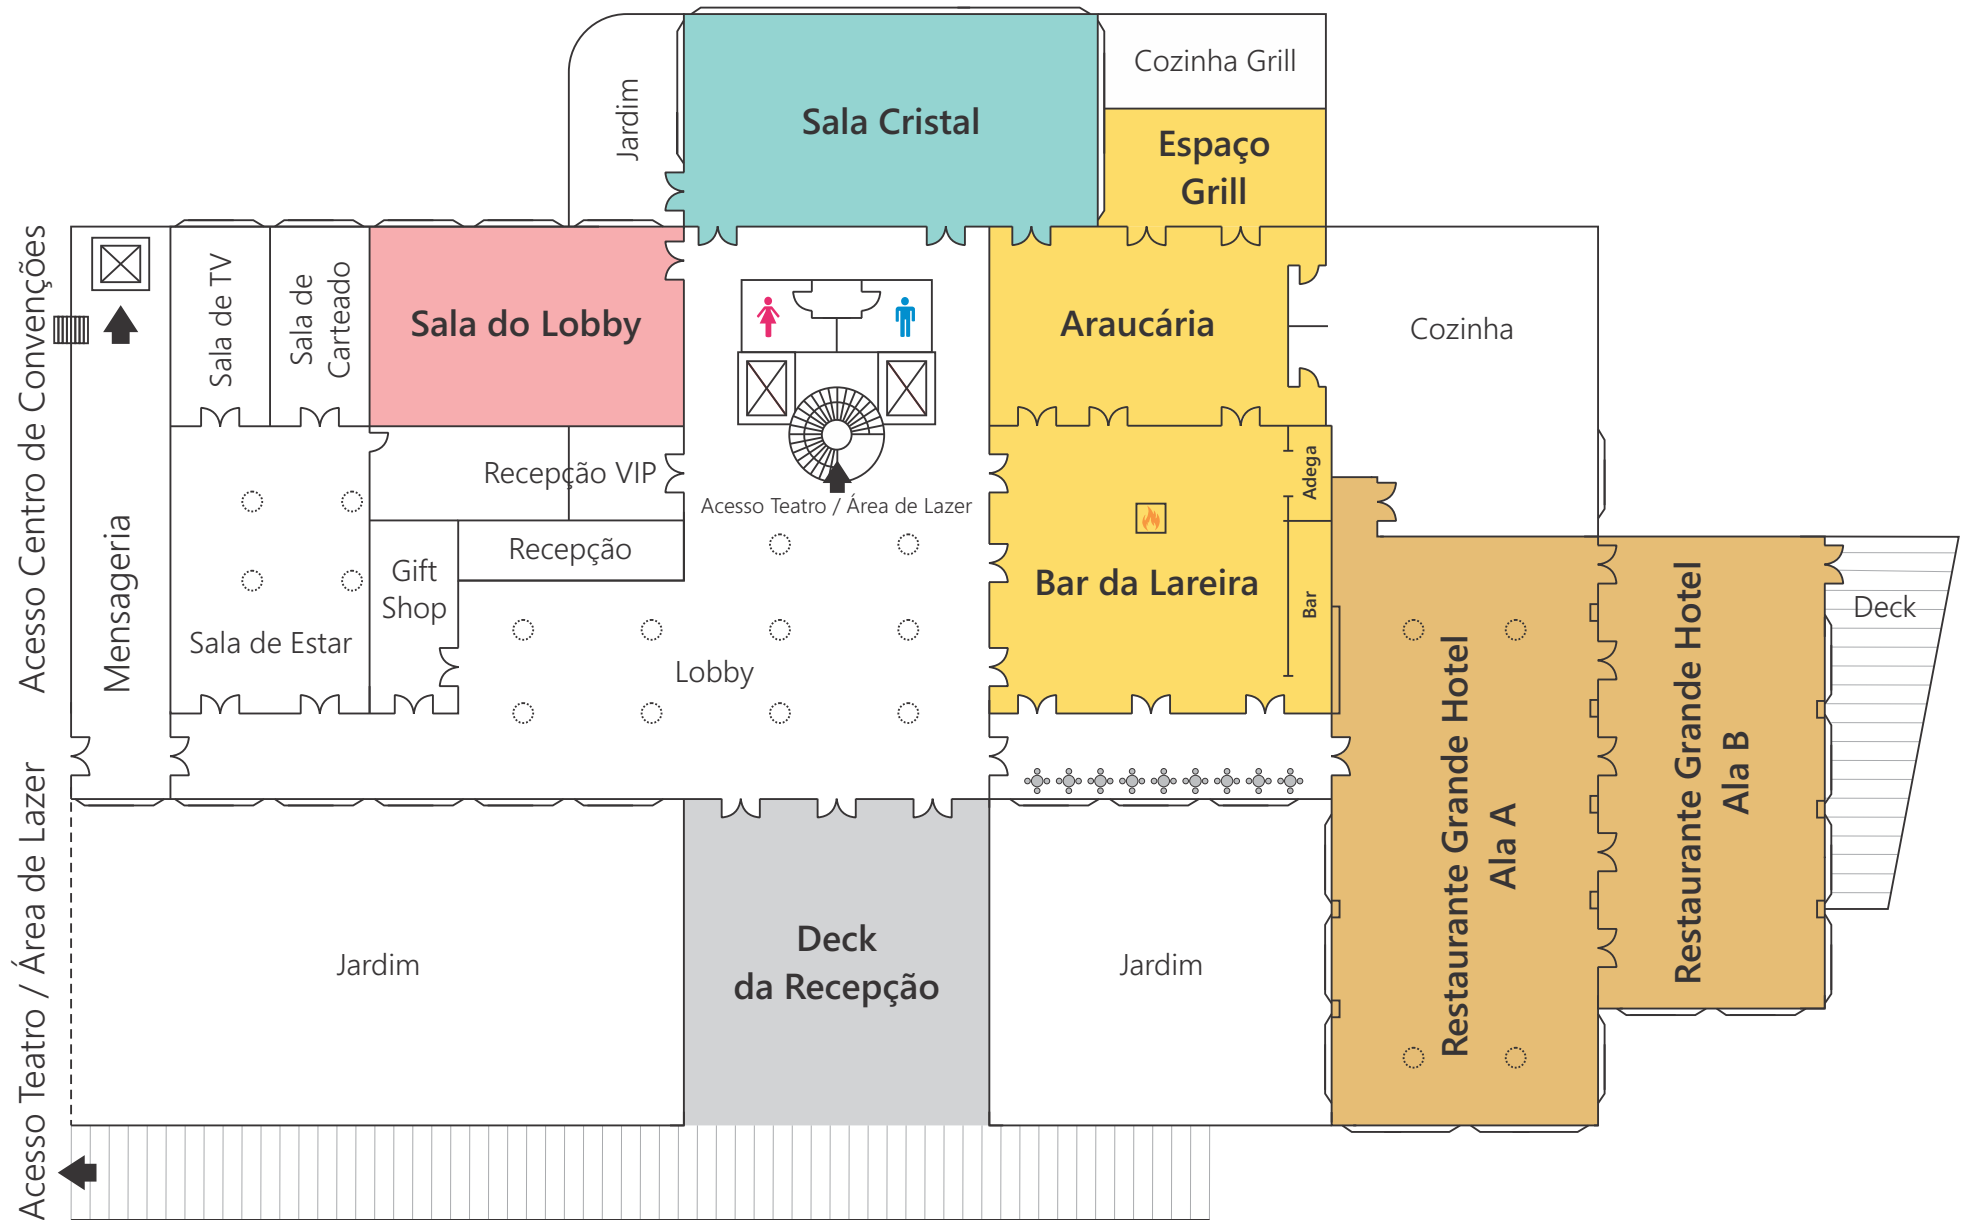 Cozinha Grill
Jardim
Sala Cristal
Espaço
Grill
Acesso Centro de Convenções
Sala de TV
Sala de
Carteado
Sala do Lobby
Araucária
Cozinha
Recepção VIP
Adega
Acesso Teatro / Área de Lazer
Mensageria
Recepção
Gift
Shop
Bar da Lareira
Bar
Sala de Estar
Lobby
Deck
Restaurante Grande Hotel
Ala A
Restaurante Grande Hotel
Ala B
Acesso Teatro / Área de Lazer
Jardim
Deck
da Recepção
Jardim